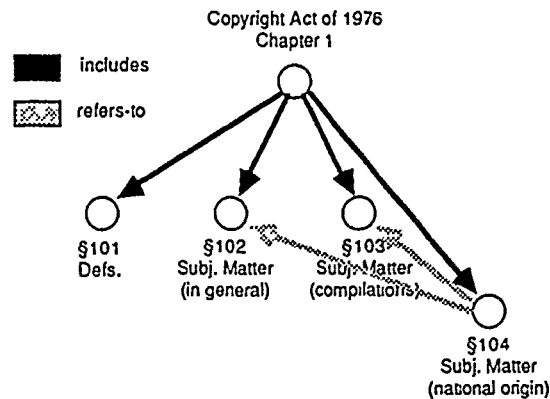 Copyright Act of 1976
Chapter 1
includes
refers-to
§101
Defs.
§102
Subj. Matter
(in general)
§103
Subj. Matter
(compilations)
§104
Subj. Matter
(national origin)